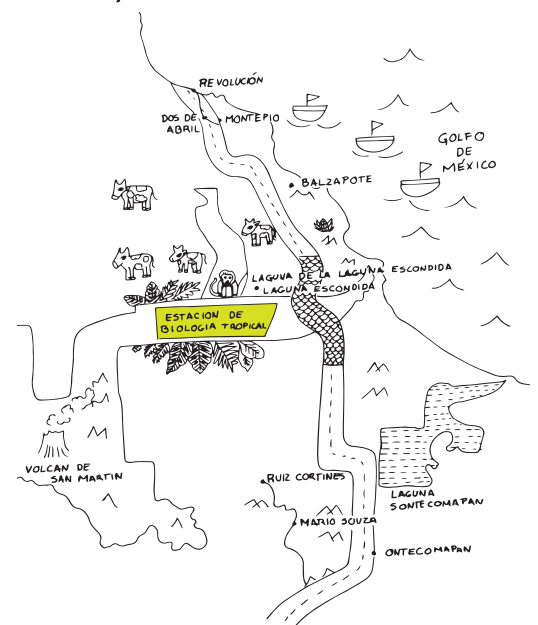 REVOLUCIÓN
DOS DE
ABRIL
MONTEPIO
GOLFO
DE
MÉXICO
BALZAPOTE
LAGUNA DE LA LAGUNA ESCONDIDA
LAGUNA ESCONDIDA
ESTACION DE
BIOLOGIA TROPICAL
VOLCAN DE
SAN MARTIN
RUIZ CORTINES
LAGUNA
SONTECOMAPAN
MARIO SOUZA
ONTECOMAPAN